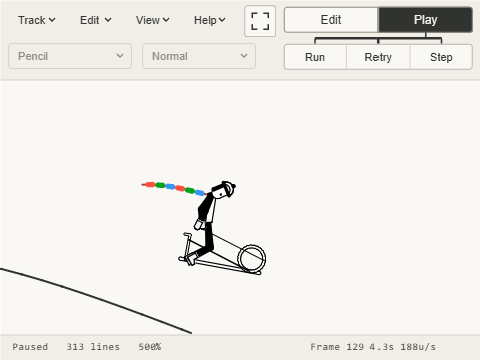 Track Edit View Help Edit Play
Pencil Normal Run Retry Step
Paused 313 lines 500% Frame 129 4.3s 188u/s